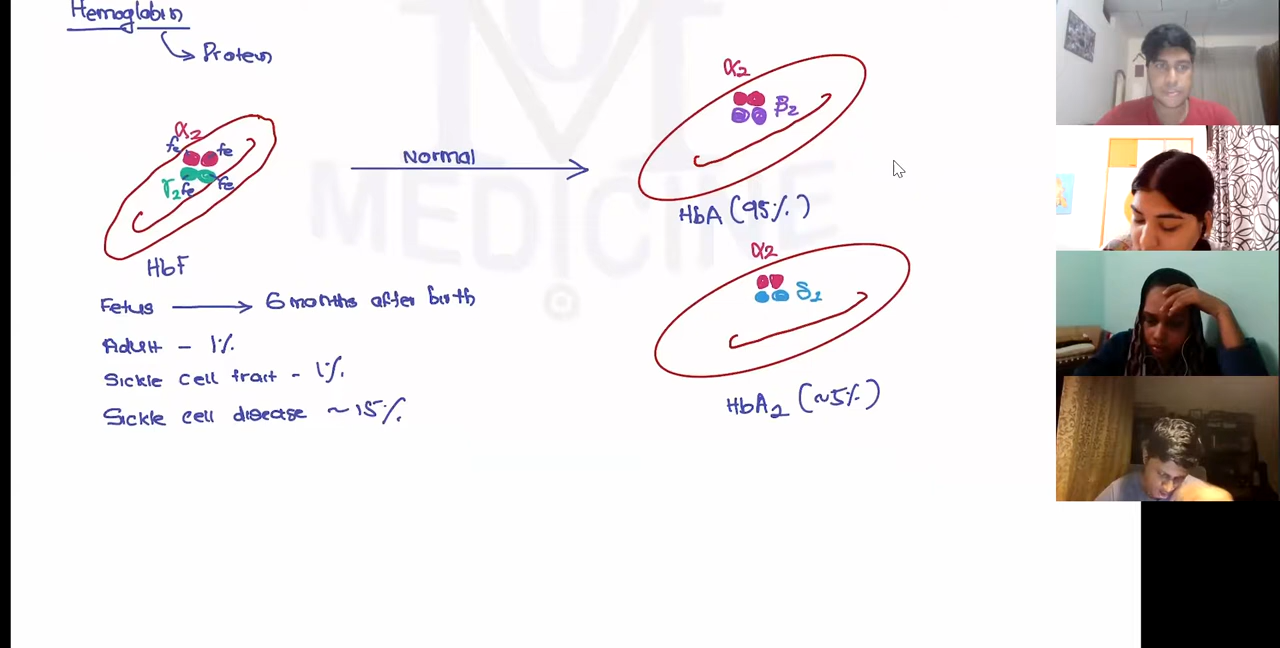 Hemoglobin
Protein
α2
fe fe
γ2 fe fe
HbF
Normal
α2
β2
HbA (95%)
α2
δ2
HbA2 (~5%)
Fetus → 6 months after birth
Adult - 1%
Sickle cell trait - 1%
Sickle cell disease ~15%
MEDICINE